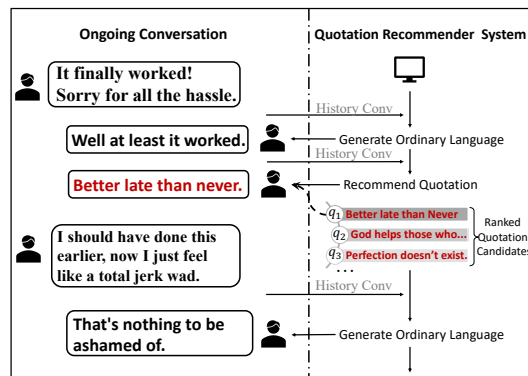 Ongoing Conversation
Quotation Recommender System
It finally worked!
Sorry for all the hassle.
History Conv
Well at least it worked.
Generate Ordinary Language
History Conv
Better late than never.
Recommend Quotation
q1 Better late than Never
q2 God helps those who...
q3 Perfection doesn't exist.
...
Ranked
Quotation
Candidates
I should have done this
earlier, now I just feel
like a total jerk wad.
History Conv
That's nothing to be
ashamed of.
Generate Ordinary Language